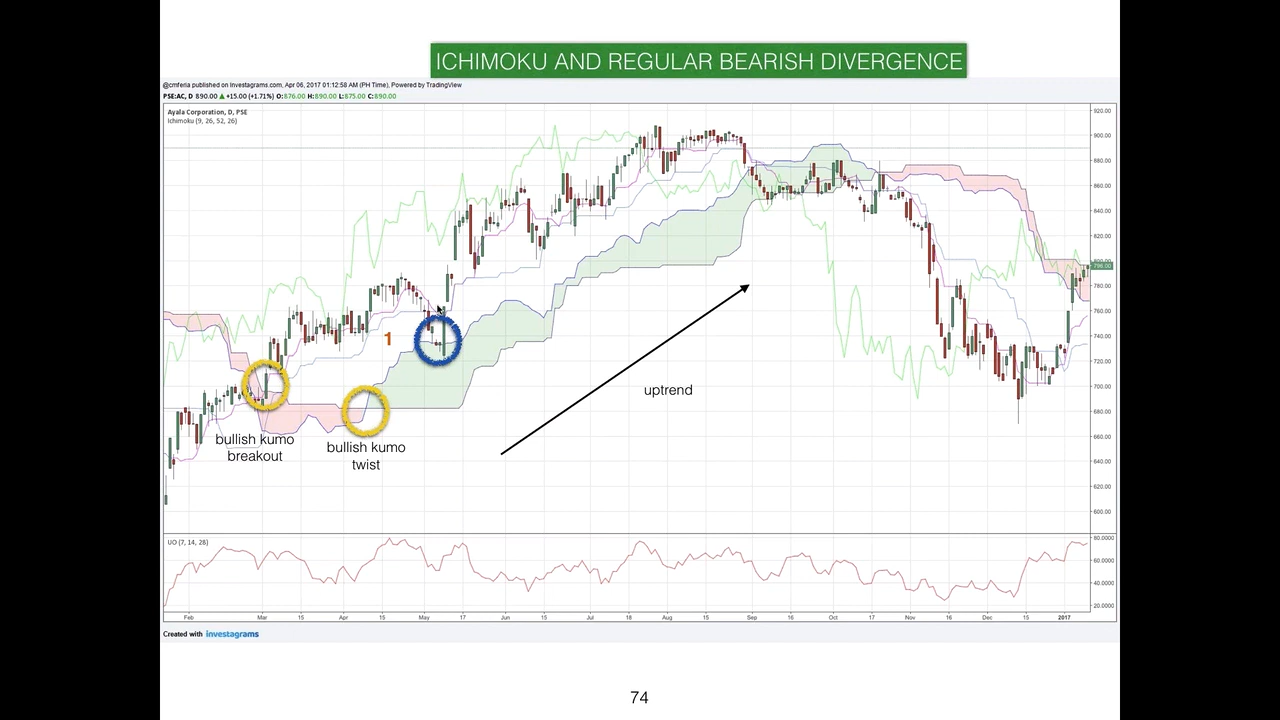 ICHIMOKU AND REGULAR BEARISH DIVERGENCE
@cmferia published on Investagrams.com, Apr 06, 2017 01:12:58 AM (PH Time), Powered by TradingView
PSE:AC, D 890.00 ▲ +15.00 (+1.71%) O:876.00 H:890.00 L:875.00 C:890.00
Ayala Corporation, D, PSE
Ichimoku (9, 26, 52, 26)
920.00
900.00
880.00
860.00
840.00
820.00
800.00
796.00
780.00
760.00
740.00
720.00
700.00
680.00
660.00
640.00
620.00
600.00
1
uptrend
bullish kumo
breakout
bullish kumo
twist
UO (7, 14, 28)
80.0000
60.0000
40.0000
20.0000
Feb Mar 15 Apr 15 May 17 Jun 15 Jul 18 Aug 15 Sep 16 Oct 17 Nov 16 Dec 15 2017
Created with investagrams
74